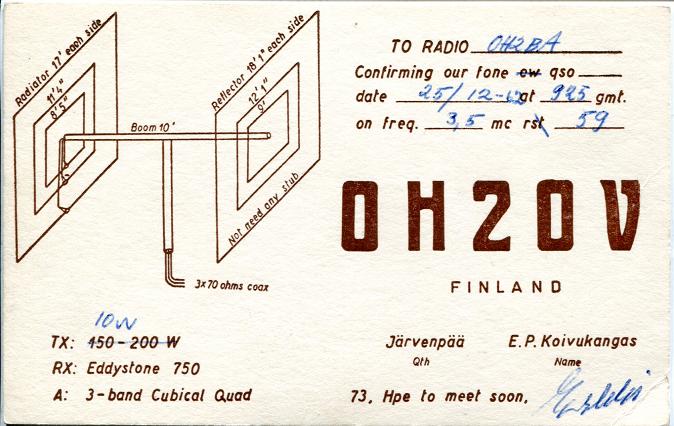 Radiator 17' each side
11'4"
8'5"
Boom 10'
Reflector 18'1" each side
12'1"
9'
Not need any stub
3x70 ohms coax
TO RADIO OH2BA
Confirming our fone cw qso
date 25/12-62 gt 925 gmt.
on freq. 3,5 mc rst 59
OH2OV
FINLAND
10W
TX: 150-200 W
RX: Eddystone 750
A: 3-band Cubical Quad
Järvenpää E.P. Koivukangas
Qth Name
73, Hpe to meet soon,